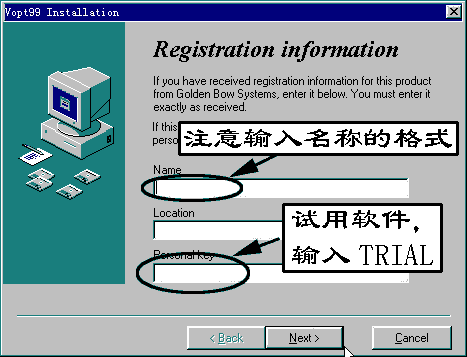 Vopt99 Installation
Registration information
If you have received registration information for this product
from Golden Bow Systems, enter it below. You must enter it
exactly as received.
If this
perso
注意输入名称的格式
Name
Location
试用软件，
输入 TRIAL
Personal key
< Back
Next >
Cancel